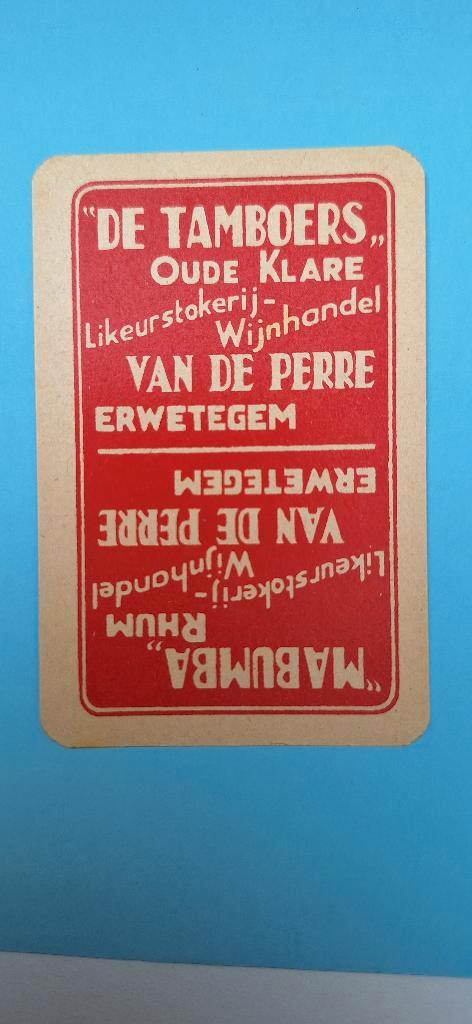 "DE TAMBOERS„
OUDE KLARE
Likeurstokerij-
Wijnhandel
VAN DE PERRE
ERWETEGEM
"MABUMBA„
RHUM
Likeurstokerij-
Wijnhandel
VAN DE PERRE
ERWETEGEM